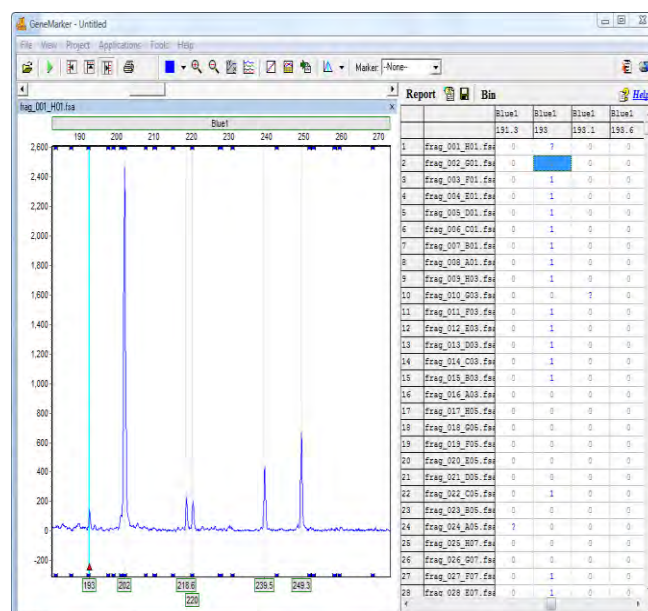 GeneMarker - Untitled
File View Project Applications Tools Help
Marker -None-
frag_001_H01.fsa x
Report Bin Help
Blue1
190 200 210 220 230 240 250 260 270
2,600
2,400
2,200
2,000
1,800
1,600
1,400
1,200
1,000
800
600
400
200
0
-200
193 202 218.6 239.5 249.3
220
Blue1 Blue1 Blue1 Blue1
191.3 193 193.1 193.6
1 frag_001_H01.fsa 0 ? 0 0
2 frag_002_G01.fsa 0 0 0
3 frag_003_F01.fsa 0 1 0 0
4 frag_004_E01.fsa 0 1 0 0
5 frag_005_D01.fsa 0 1 0 0
6 frag_006_C01.fsa 0 1 0 0
7 frag_007_B01.fsa 0 1 0 0
8 frag_008_A01.fsa 0 1 0 0
9 frag_009_H03.fsa 0 1 0 0
10 frag_010_G03.fsa 0 0 ? 0
11 frag_011_F03.fsa 0 1 0 0
12 frag_012_E03.fsa 0 1 0 0
13 frag_013_D03.fsa 0 1 0 0
14 frag_014_C03.fsa 0 1 0 0
15 frag_015_B03.fsa 0 1 0 0
16 frag_016_A03.fsa 0 0 0 0
17 frag_017_H05.fsa 0 0 0 0
18 frag_018_G05.fsa 0 0 0 0
19 frag_019_F05.fsa 0 0 0 0
20 frag_020_E05.fsa 0 0 0 0
21 frag_021_D05.fsa 0 0 0 0
22 frag_022_C05.fsa 0 1 0 0
23 frag_023_B05.fsa 0 0 0 0
24 frag_024_A05.fsa ? 0 0 0
25 frag_025_H07.fsa 0 0 0 0
26 frag_026_G07.fsa 0 0 0 0
27 frag_027_F07.fsa 0 1 0 0
28 frag_028_E07.fsa 0 1 0 0